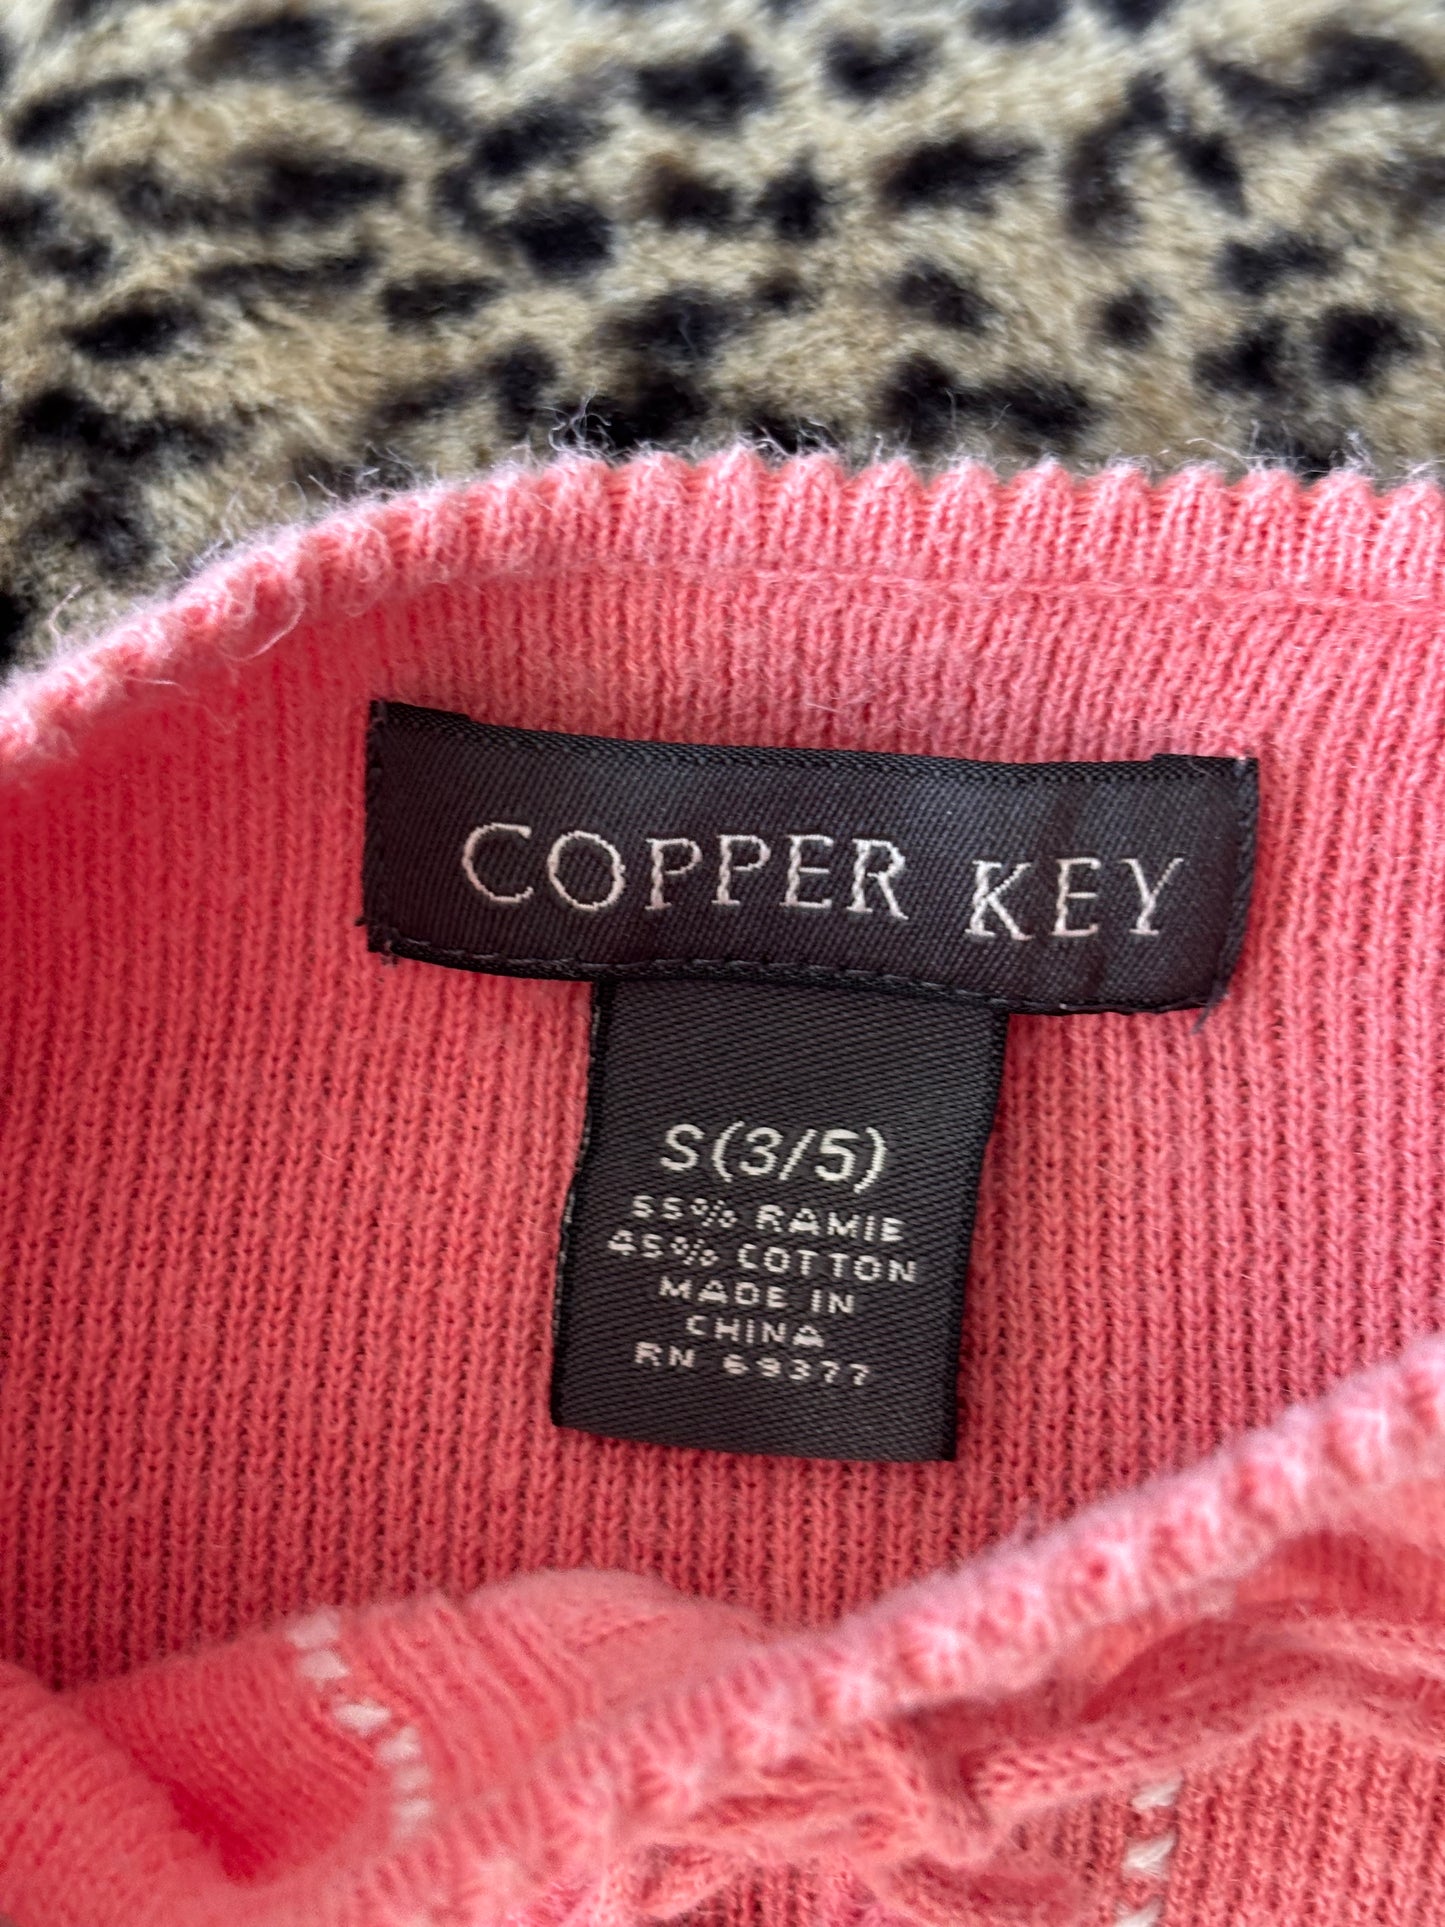 COPPER KEY
S(3/5)
55% RAMIE
45% COTTON
MADE IN
CHINA
RN 69377